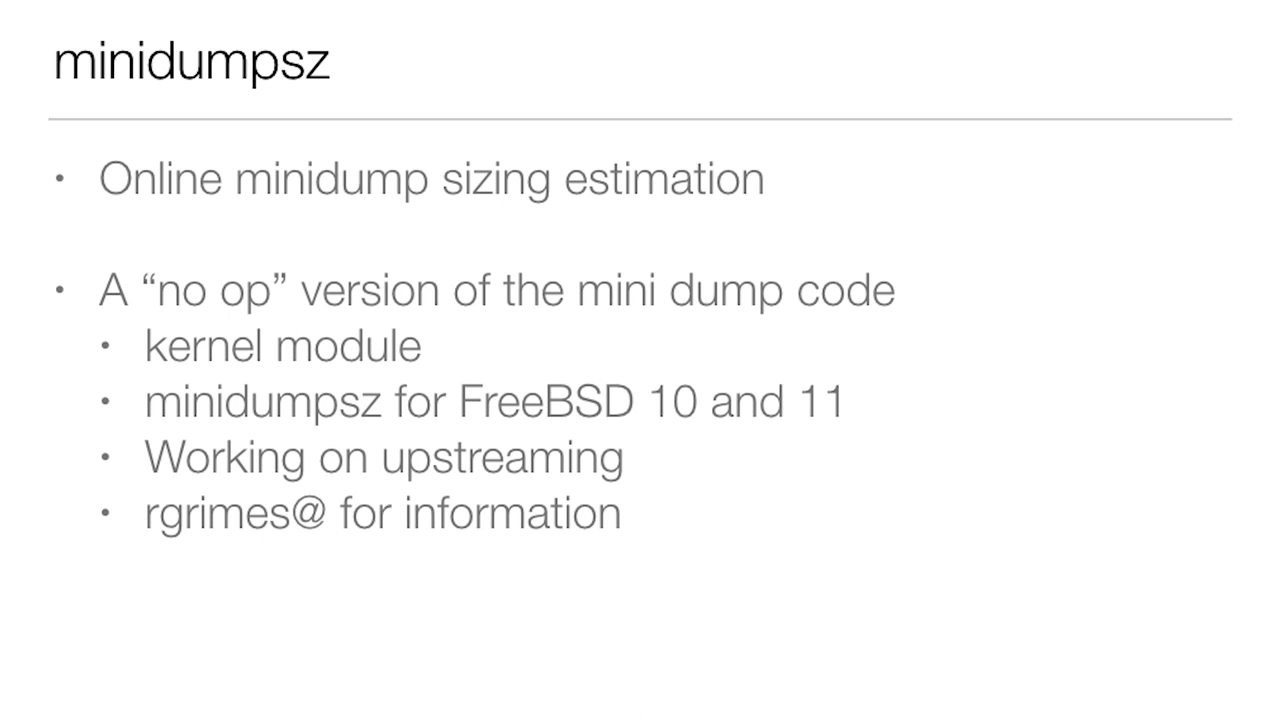 minidumpsz
• Online minidump sizing estimation
• A “no op” version of the mini dump code
• kernel module
• minidumpsz for FreeBSD 10 and 11
• Working on upstreaming
• rgrimes@ for information